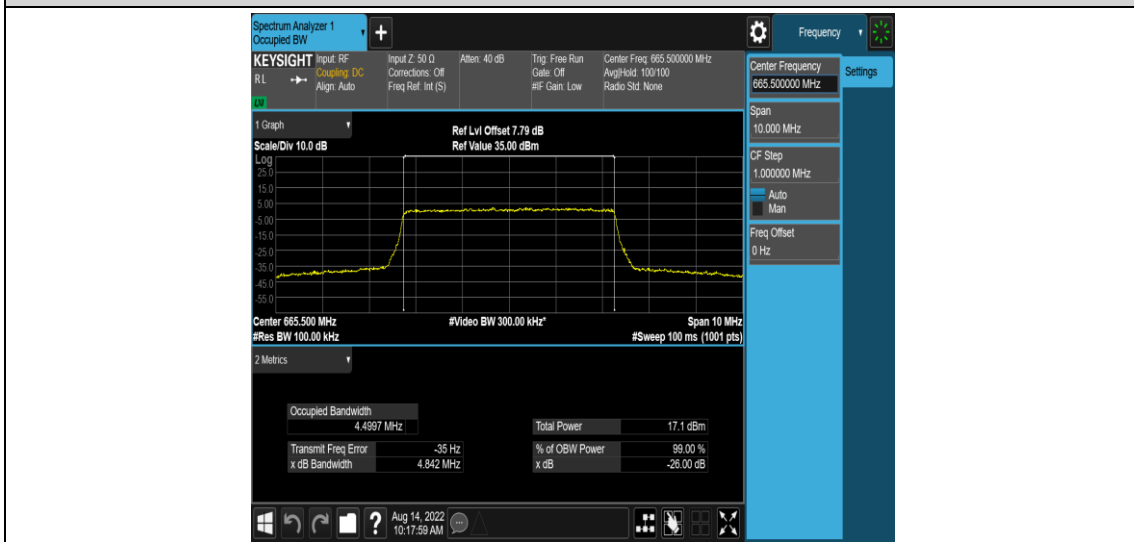 Spectrum Analyzer 1
Occupied BW
+
Frequency
KEYSIGHT
RL
LXI
Input: RF
Coupling: DC
Align: Auto
Input Z: 50 Ω
Corrections: Off
Freq Ref: Int (S)
Atten: 40 dB
Trig: Free Run
Gate: Off
#IF Gain: Low
Center Freq: 665.500000 MHz
Avg|Hold: 100/100
Radio Std: None
Center Frequency
665.500000 MHz
Settings
Span
10.000 MHz
CF Step
1.000000 MHz
Auto
Man
Freq Offset
0 Hz
1 Graph
Ref Lvl Offset 7.79 dB
Scale/Div 10.0 dB
Ref Value 35.00 dBm
Log
25.0
15.0
5.00
-5.00
-15.0
-25.0
-35.0
-45.0
-55.0
Center 665.500 MHz
#Video BW 300.00 kHz*
Span 10 MHz
#Res BW 100.00 kHz
#Sweep 100 ms (1001 pts)
2 Metrics
Occupied Bandwidth
4.4997 MHz
Total Power 17.1 dBm
Transmit Freq Error -35 Hz
% of OBW Power 99.00 %
x dB Bandwidth 4.842 MHz
x dB -26.00 dB
?
Aug 14, 2022
10:17:59 AM